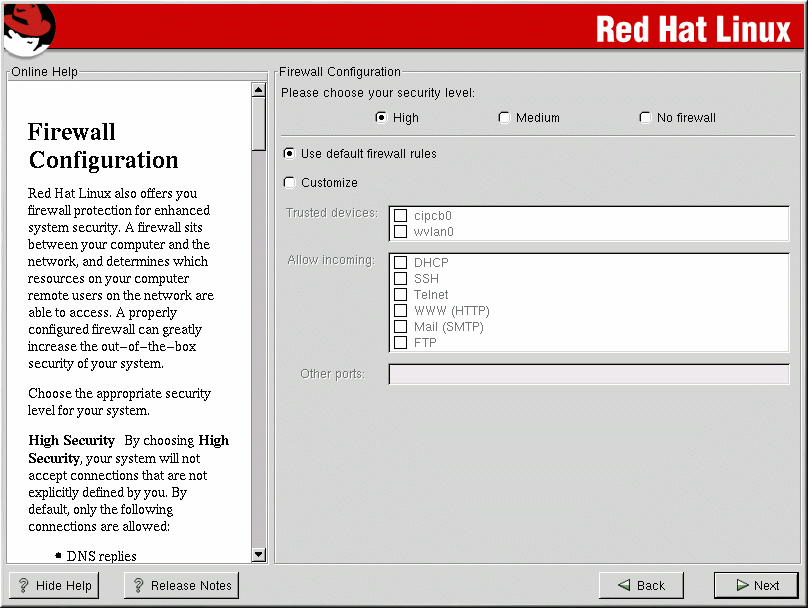 Red Hat Linux
Online Help
Firewall
Configuration
Red Hat Linux also offers you
firewall protection for enhanced
system security. A firewall sits
between your computer and the
network, and determines which
resources on your computer
remote users on the network are
able to access. A properly
configured firewall can greatly
increase the out-of-the-box
security of your system.
Choose the appropriate security
level for your system.
High Security By choosing High
Security, your system will not
accept connections that are not
explicitly defined by you. By
default, only the following
connections are allowed:
• DNS replies
Firewall Configuration
Please choose your security level:
High Medium No firewall
Use default firewall rules
Customize
Trusted devices:
cipcb0
wvlan0
Allow incoming:
DHCP
SSH
Telnet
WWW (HTTP)
Mail (SMTP)
FTP
Other ports:
? Hide Help ? Release Notes Back Next